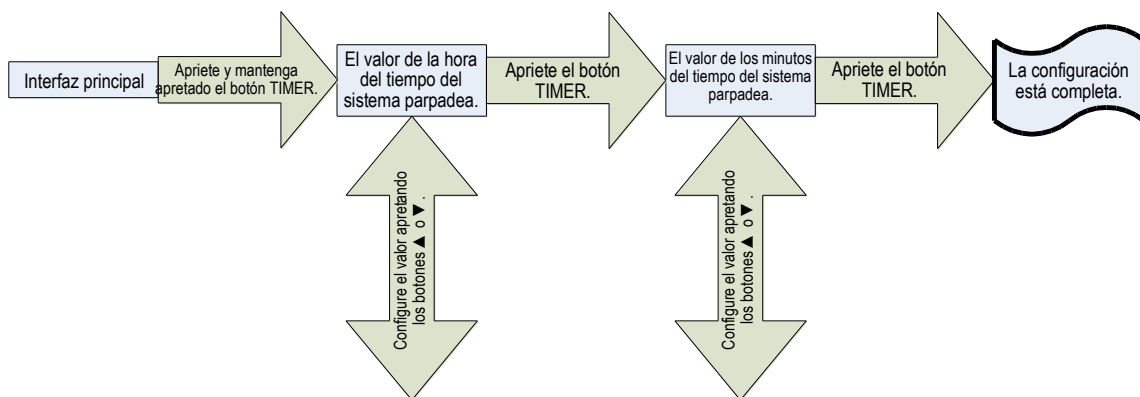 Interfaz principal
Apriete y mantenga
apretado el botón TIMER.
El valor de la hora
del tiempo del
sistema parpadea.
Apriete el botón
TIMER.
El valor de los minutos
del tiempo del sistema
parpadea.
Apriete el botón
TIMER.
La configuración
está completa.
Configure el valor apretando
los botones ▲ o ▼.
Configure el valor apretando
los botones ▲ o ▼.